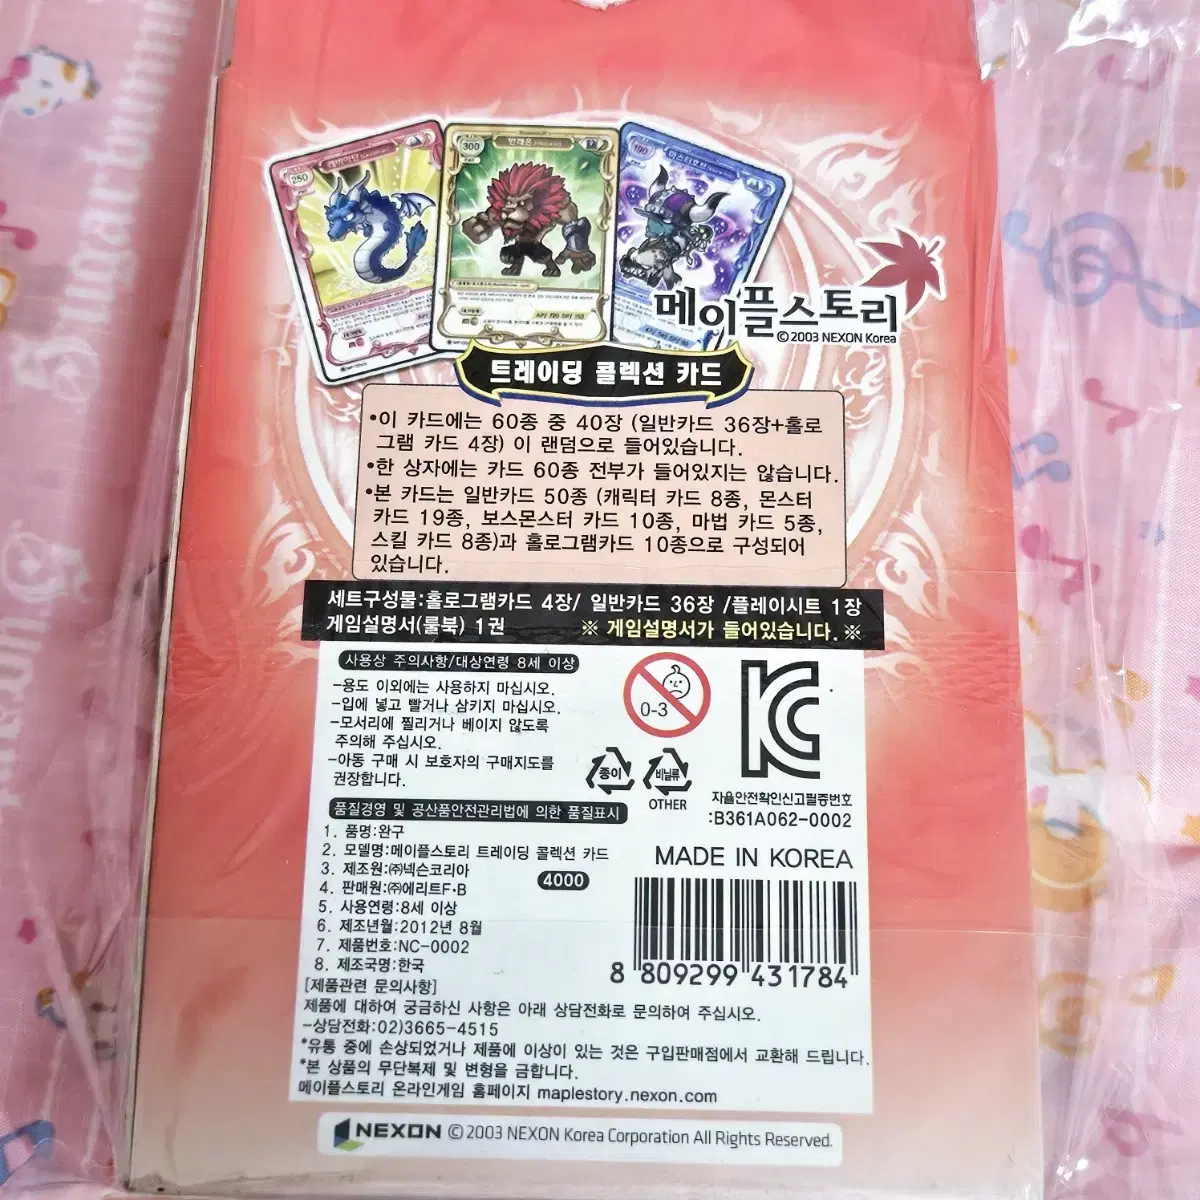 Sugarbunnies
레비아탄
250
반레온
300
미스터호브
190
ATF 720 DPF 150
메이플스토리
© 2003 NEXON Korea
트레이딩 콜렉션 카드
•이 카드에는 60종 중 40장 (일반카드 36장+홀로
그램 카드 4장) 이 랜덤으로 들어있습니다.
•한 상자에는 카드 60종 전부가 들어있지는 않습니다.
•본 카드는 일반카드 50종 (캐릭터 카드 8종, 몬스터
카드 19종, 보스몬스터 카드 10종, 마법 카드 5종,
스킬 카드 8종)과 홀로그램카드 10종으로 구성되어
있습니다.
세트구성물:홀로그램카드 4장/ 일반카드 36장 /플레이시트 1장
게임설명서(룰북) 1권 ※ 게임설명서가 들어있습니다.※
사용상 주의사항/대상연령 8세 이상
-용도 이외에는 사용하지 마십시오.
-입에 넣고 빨거나 삼키지 마십시오.
-모서리에 찔리거나 베이지 않도록
주의해 주십시오.
-아동 구매 시 보호자의 구매지도를
권장합니다.
0-3
종이
비닐류
OTHER
자율안전확인신고필증번호
:B361A062-0002
품질경영 및 공산품안전관리법에 의한 품질표시
1. 품명:완구
2. 모델명:메이플스토리 트레이딩 콜렉션 카드
3. 제조원:㈜넥슨코리아
4. 판매원:㈜에리트F·B
4000
5. 사용연령:8세 이상
6. 제조년월:2012년 8월
7. 제품번호:NC-0002
8. 제조국명:한국
MADE IN KOREA
8 809299 431784
[제품관련 문의사항]
제품에 대하여 궁금하신 사항은 아래 상담전화로 문의하여 주십시오.
-상담전화:02)3665-4515
*유통 중에 손상되었거나 제품에 이상이 있는 것은 구입판매점에서 교환해 드립니다.
*본 상품의 무단복제 및 변형을 금합니다.
메이플스토리 온라인게임 홈페이지 maplestory.nexon.com
NEXON © 2003 NEXON Korea Corporation All Rights Reserved.